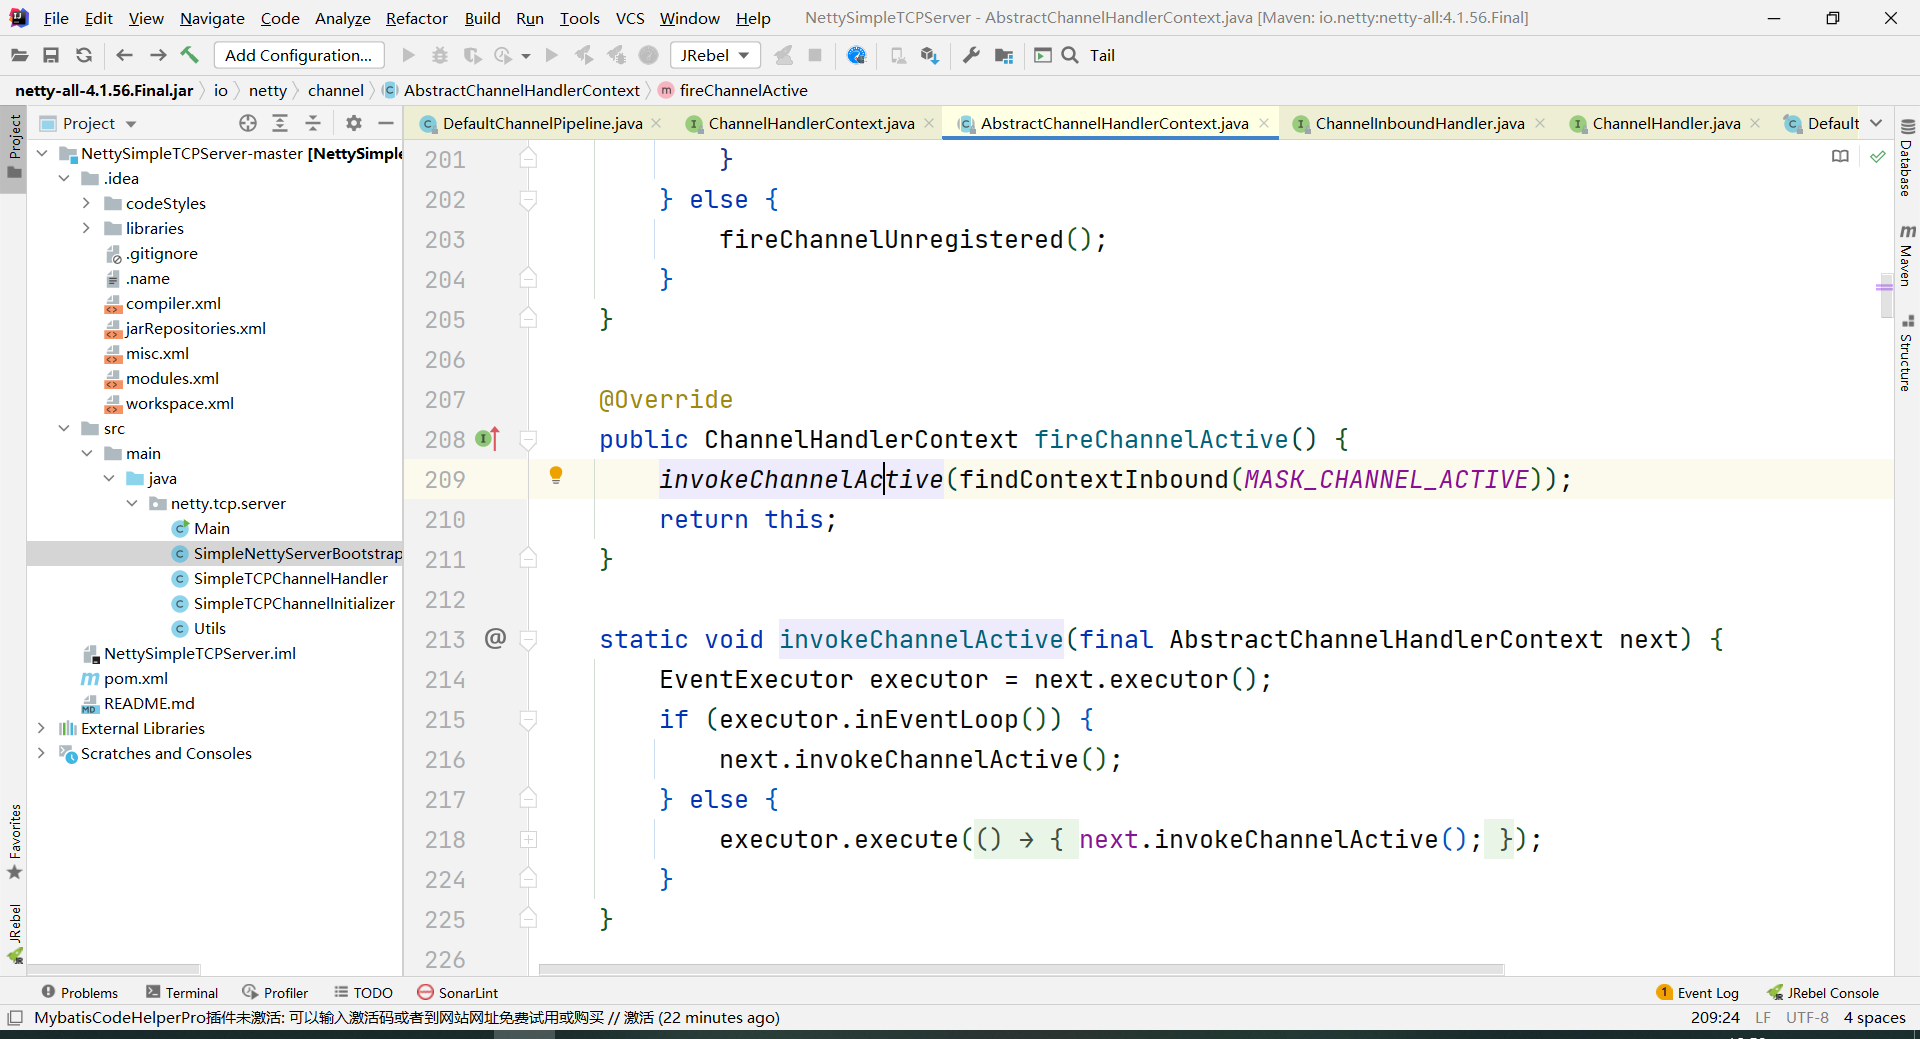 File Edit View Navigate Code Analyze Refactor Build Run Tools VCS Window Help NettySimpleTCPServer - AbstractChannelHandlerContext.java [Maven: io.netty:netty-all:4.1.56.Final]
Add Configuration... JRebel Tail
netty-all-4.1.56.Final.jar io netty channel AbstractChannelHandlerContext fireChannelActive
Project
DefaultChannelPipeline.java ChannelHandlerContext.java AbstractChannelHandlerContext.java ChannelInboundHandler.java ChannelHandler.java Default
Project
NettySimpleTCPServer-master [NettySimple
.idea
codeStyles
libraries
.gitignore
.name
compiler.xml
jarRepositories.xml
misc.xml
modules.xml
workspace.xml
src
main
java
netty.tcp.server
Main
SimpleNettyServerBootstrap
SimpleTCPChannelHandler
SimpleTCPChannelInitializer
Utils
NettySimpleTCPServer.iml
pom.xml
README.md
External Libraries
Scratches and Consoles
Favorites
JRebel
201 }
202 } else {
203 fireChannelUnregistered();
204 }
205 }
206
207 @Override
208 public ChannelHandlerContext fireChannelActive() {
209 invokeChannelActive(findContextInbound(MASK_CHANNEL_ACTIVE));
210 return this;
211 }
212
213 @ static void invokeChannelActive(final AbstractChannelHandlerContext next) {
214 EventExecutor executor = next.executor();
215 if (executor.inEventLoop()) {
216 next.invokeChannelActive();
217 } else {
218 executor.execute(() → { next.invokeChannelActive(); });
224 }
225 }
226
Database
Maven
Structure
Problems Terminal Profiler TODO SonarLint 1 Event Log JRebel Console
MybatisCodeHelperPro插件未激活: 可以输入激活码或者到网站网址免费试用或购买 // 激活 (22 minutes ago) 209:24 LF UTF-8 4 spaces